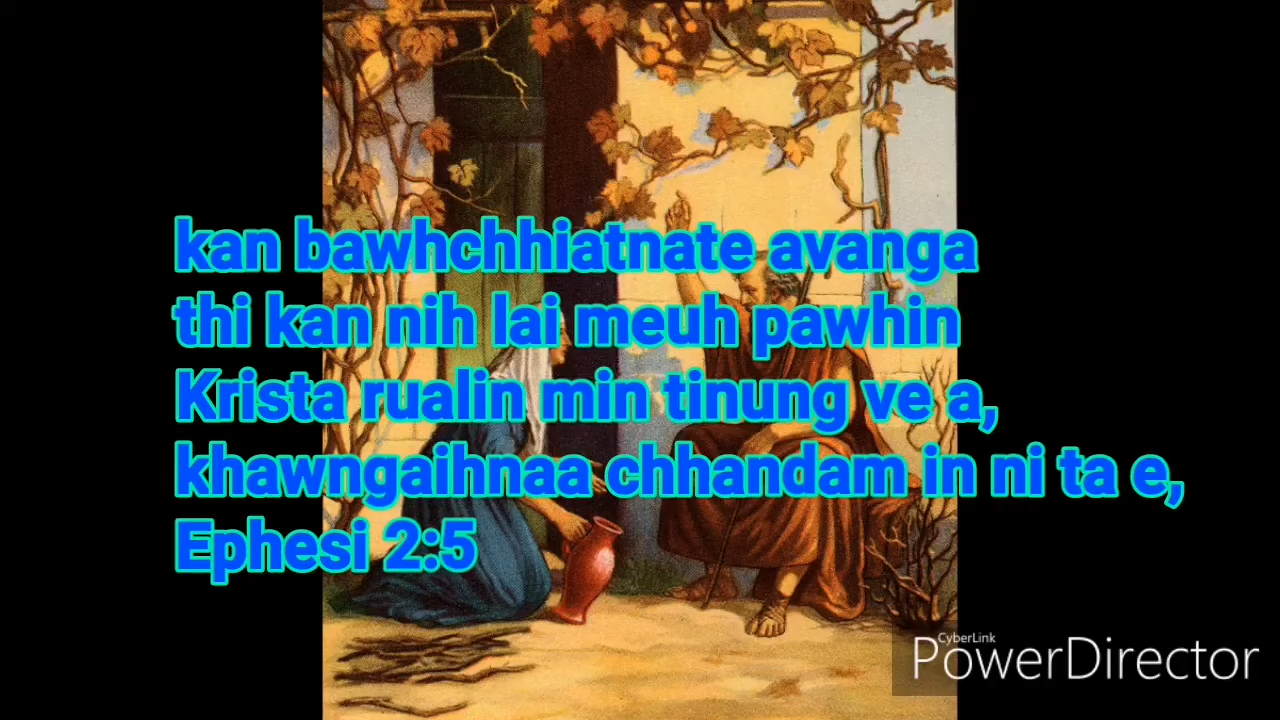 kan bawhchhiatnate avanga
thi kan nih lai meuh pawhin
Krista rualin min tinung ve a,
khawngaihnaa chhandam in ni ta e,
Ephesi 2:5
CyberLink
PowerDirector